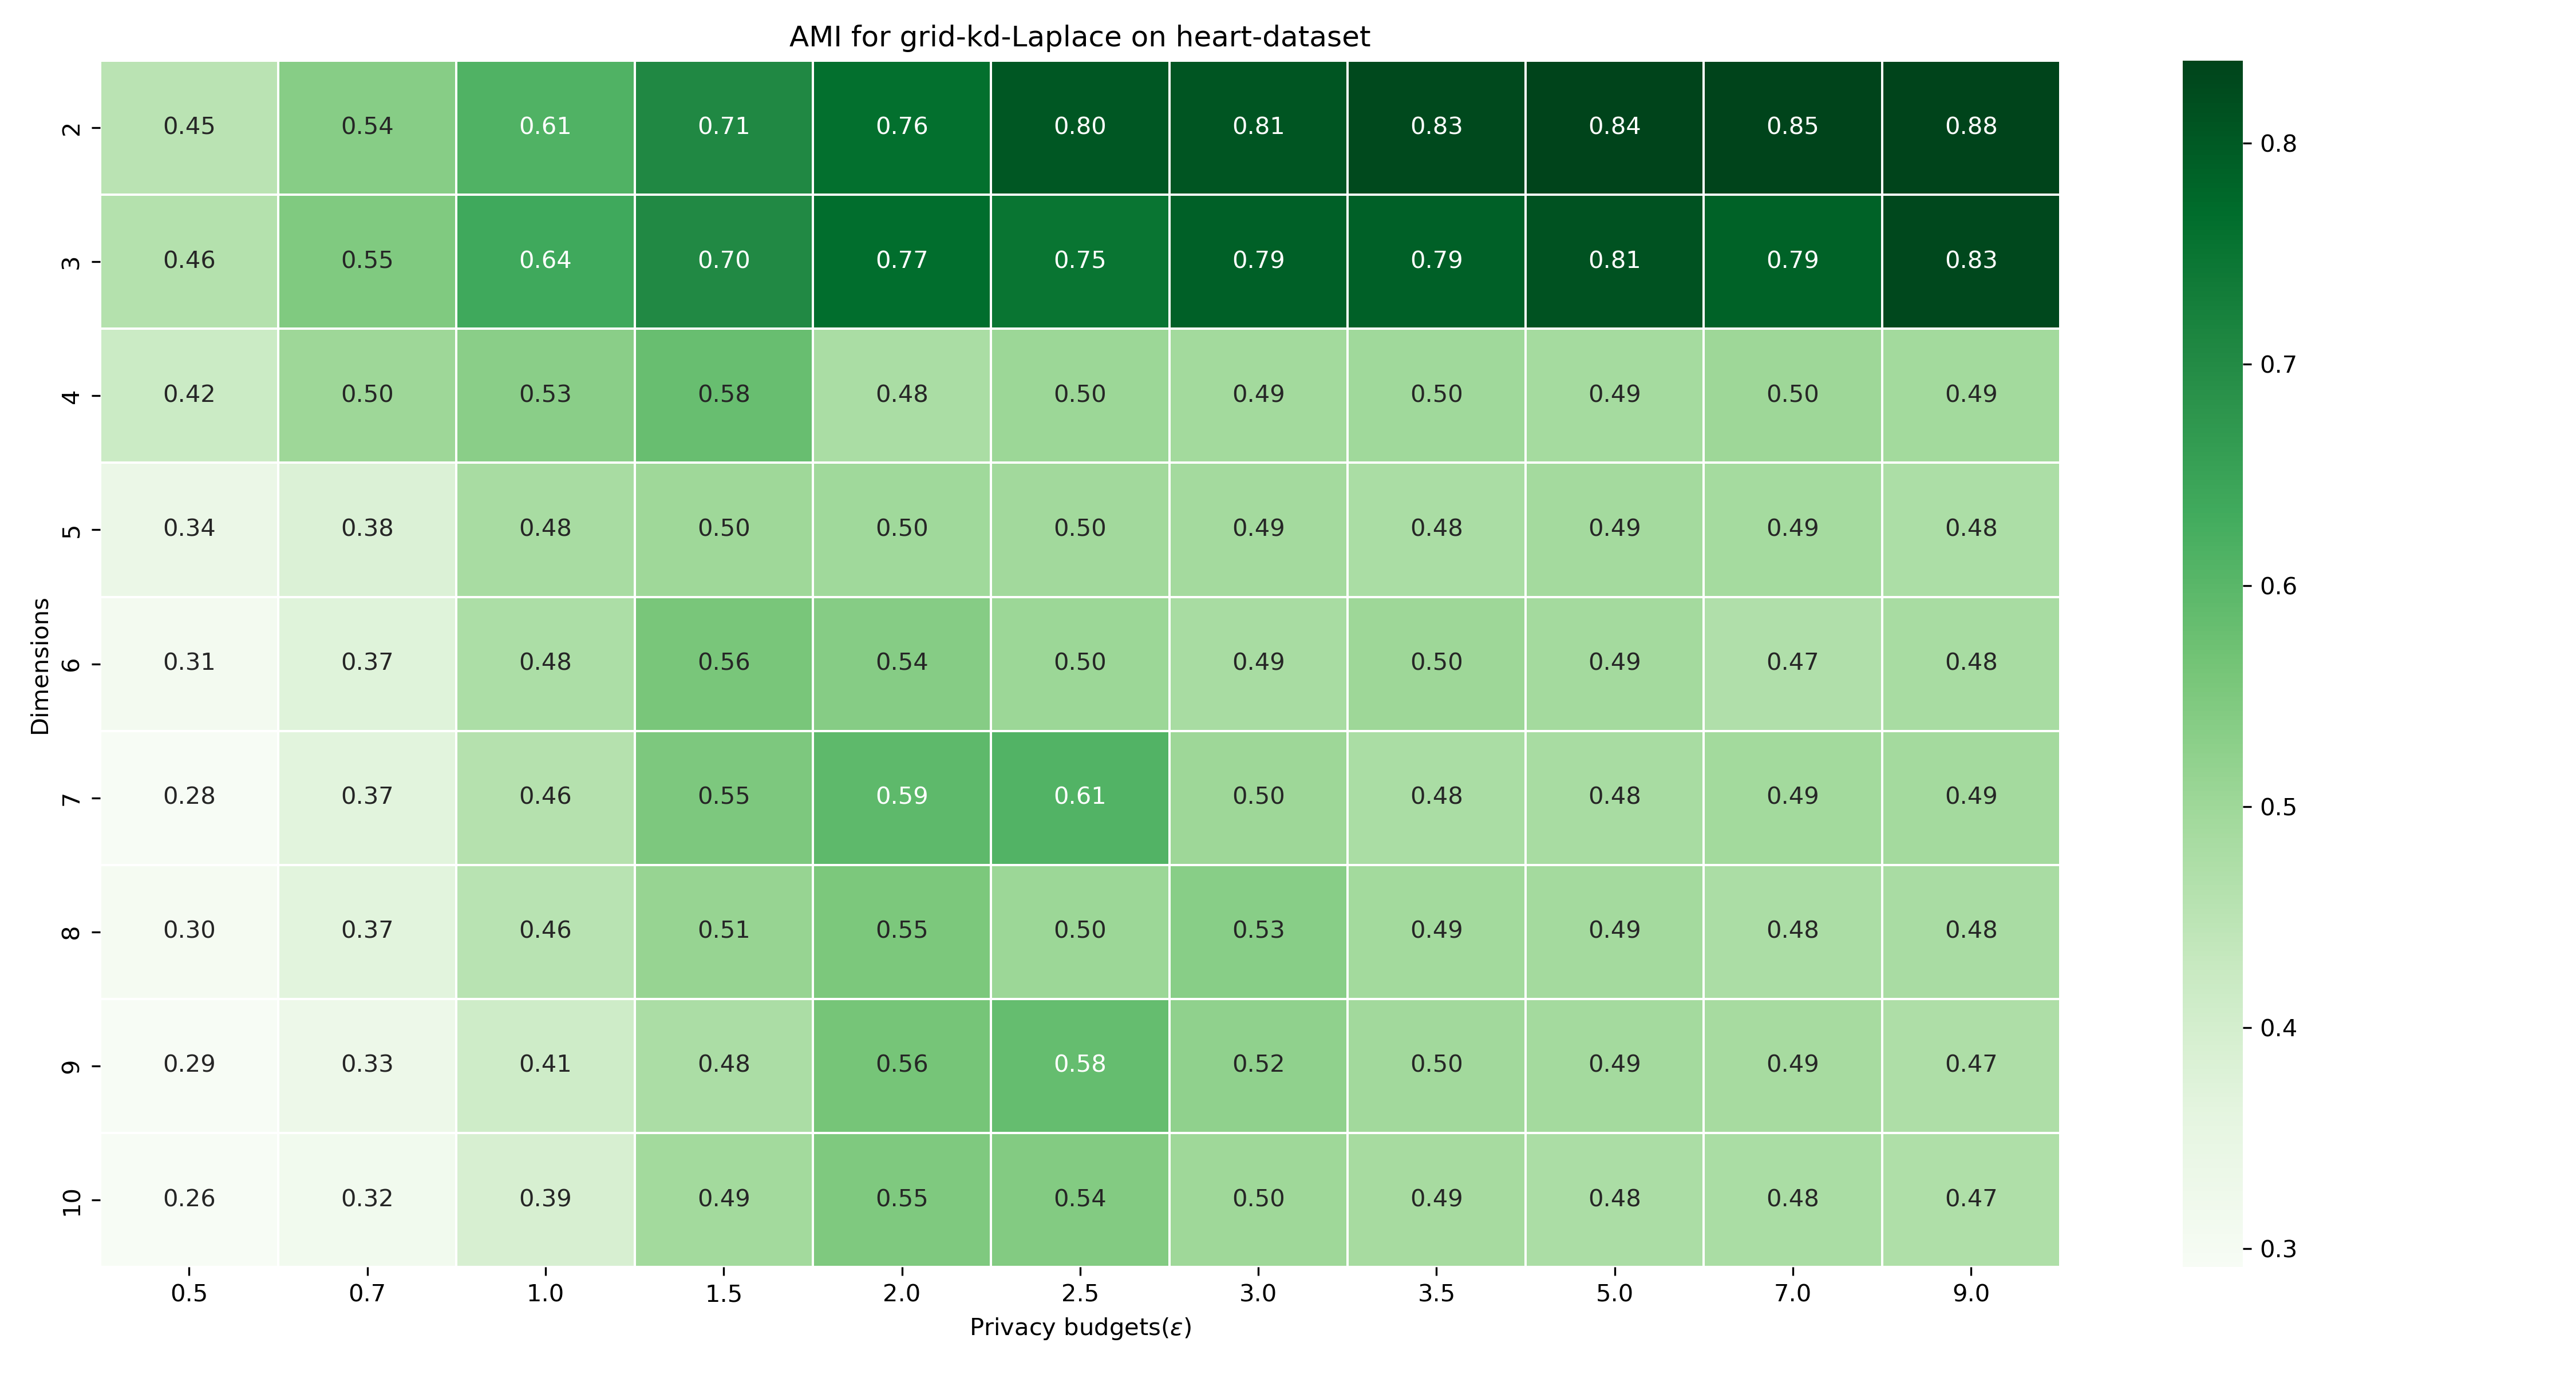 AMI for grid-kd-Laplace on heart-dataset
2 0.45 0.54 0.61 0.71 0.76 0.80 0.81 0.83 0.84 0.85 0.88
3 0.46 0.55 0.64 0.70 0.77 0.75 0.79 0.79 0.81 0.79 0.83
4 0.42 0.50 0.53 0.58 0.48 0.50 0.49 0.50 0.49 0.50 0.49
5 0.34 0.38 0.48 0.50 0.50 0.50 0.49 0.48 0.49 0.49 0.48
6 0.31 0.37 0.48 0.56 0.54 0.50 0.49 0.50 0.49 0.47 0.48
7 0.28 0.37 0.46 0.55 0.59 0.61 0.50 0.48 0.48 0.49 0.49
8 0.30 0.37 0.46 0.51 0.55 0.50 0.53 0.49 0.49 0.48 0.48
9 0.29 0.33 0.41 0.48 0.56 0.58 0.52 0.50 0.49 0.49 0.47
10 0.26 0.32 0.39 0.49 0.55 0.54 0.50 0.49 0.48 0.48 0.47
0.5 0.7 1.0 1.5 2.0 2.5 3.0 3.5 5.0 7.0 9.0
Privacy budgets(ε)
Dimensions
0.8
0.7
0.6
0.5
0.4
0.3